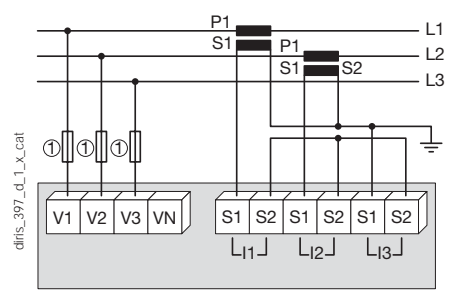 P1 L1
S1 P1 L2
S1 S2 L3
1 1 1
diris_397_d_1_x_cat
V1 V2 V3 VN S1 S2 S1 S2 S1 S2
I1 I2 I3